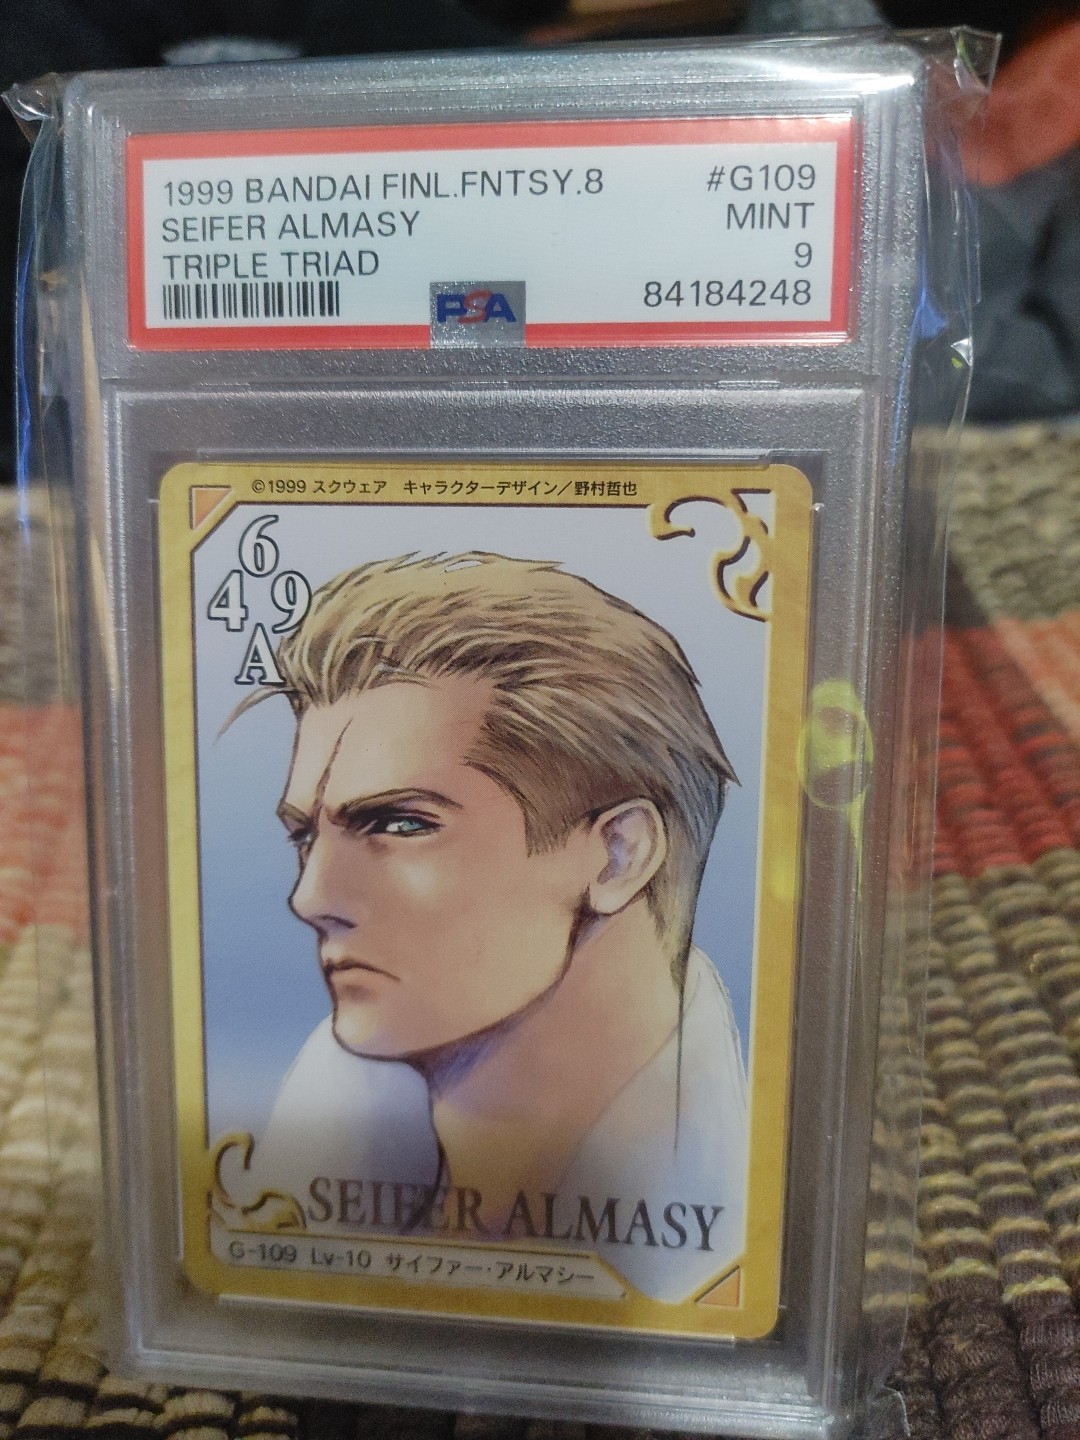 1999 BANDAI FINL.FNTSY.8 #G109
SEIFER ALMASY MINT
TRIPLE TRIAD 9
PSA 84184248
©1999 スクウェア キャラクターデザイン／野村哲也
6
4 9
A
SEIFER ALMASY
G-109 Lv-10 サイファー・アルマシー